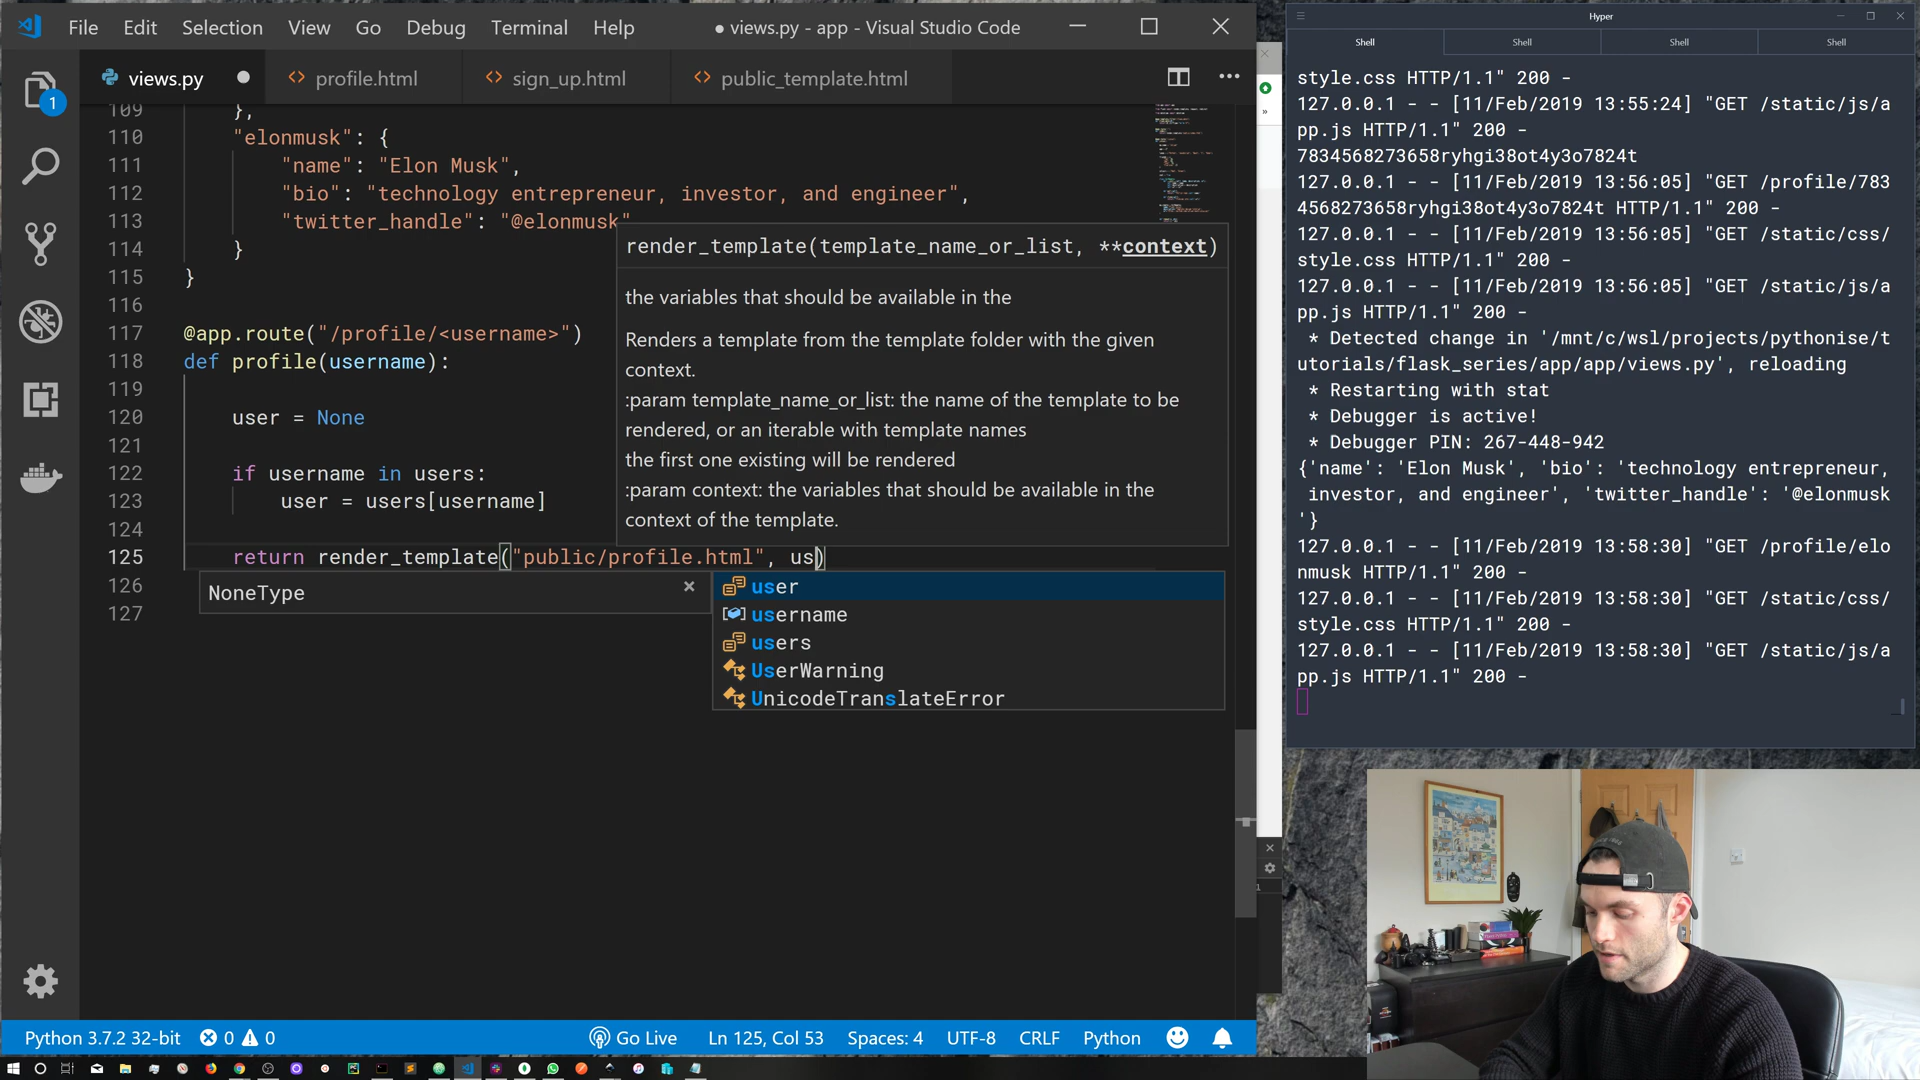 File Edit Selection View Go Debug Terminal Help
● views.py - app - Visual Studio Code
1
views.py
<> profile.html
<> sign_up.html
<> public_template.html
109 },
110 "elonmusk": {
111 "name": "Elon Musk",
112 "bio": "technology entrepreneur, investor, and engineer",
113 "twitter_handle": "@elonmusk"
114 }
115 }
116
117 @app.route("/profile/<username>")
118 def profile(username):
119
120 user = None
121
122 if username in users:
123 user = users[username]
124
125 return render_template("public/profile.html", us)
126
127
render_template(template_name_or_list, **context)
the variables that should be available in the
Renders a template from the template folder with the given
context.
:param template_name_or_list: the name of the template to be
rendered, or an iterable with template names
the first one existing will be rendered
:param context: the variables that should be available in the
context of the template.
NoneType
user
username
users
UserWarning
UnicodeTranslateError
Python 3.7.2 32-bit 0 0 Go Live Ln 125, Col 53 Spaces: 4 UTF-8 CRLF Python
Hyper
Shell Shell Shell Shell
style.css HTTP/1.1" 200 -
127.0.0.1 - - [11/Feb/2019 13:55:24] "GET /static/js/a
pp.js HTTP/1.1" 200 -
7834568273658ryhgi38ot4y3o7824t
127.0.0.1 - - [11/Feb/2019 13:56:05] "GET /profile/783
4568273658ryhgi38ot4y3o7824t HTTP/1.1" 200 -
127.0.0.1 - - [11/Feb/2019 13:56:05] "GET /static/css/
style.css HTTP/1.1" 200 -
127.0.0.1 - - [11/Feb/2019 13:56:05] "GET /static/js/a
pp.js HTTP/1.1" 200 -
* Detected change in '/mnt/c/wsl/projects/pythonise/t
utorials/flask_series/app/app/views.py', reloading
* Restarting with stat
* Debugger is active!
* Debugger PIN: 267-448-942
{'name': 'Elon Musk', 'bio': 'technology entrepreneur,
investor, and engineer', 'twitter_handle': '@elonmusk
'}
127.0.0.1 - - [11/Feb/2019 13:58:30] "GET /profile/elo
nmusk HTTP/1.1" 200 -
127.0.0.1 - - [11/Feb/2019 13:58:30] "GET /static/css/
style.css HTTP/1.1" 200 -
127.0.0.1 - - [11/Feb/2019 13:58:30] "GET /static/js/a
pp.js HTTP/1.1" 200 -